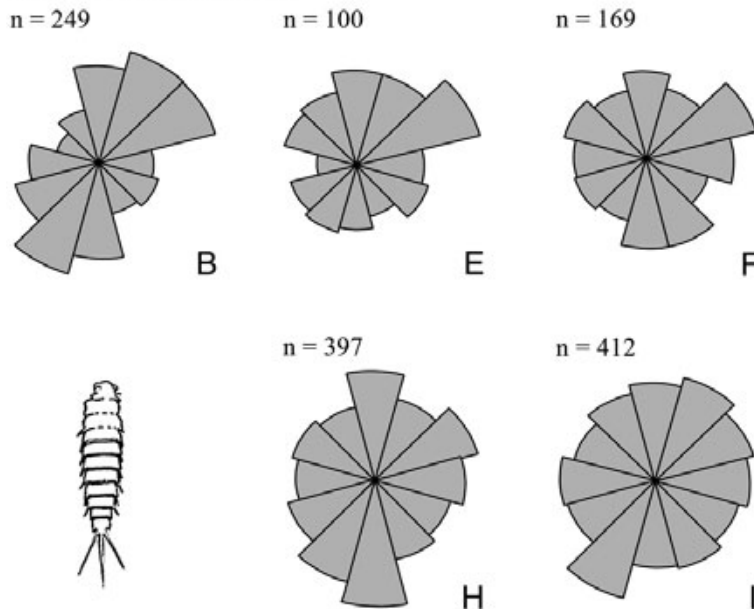 n = 249
n = 100
n = 169
B
E
F
n = 397
n = 412
H